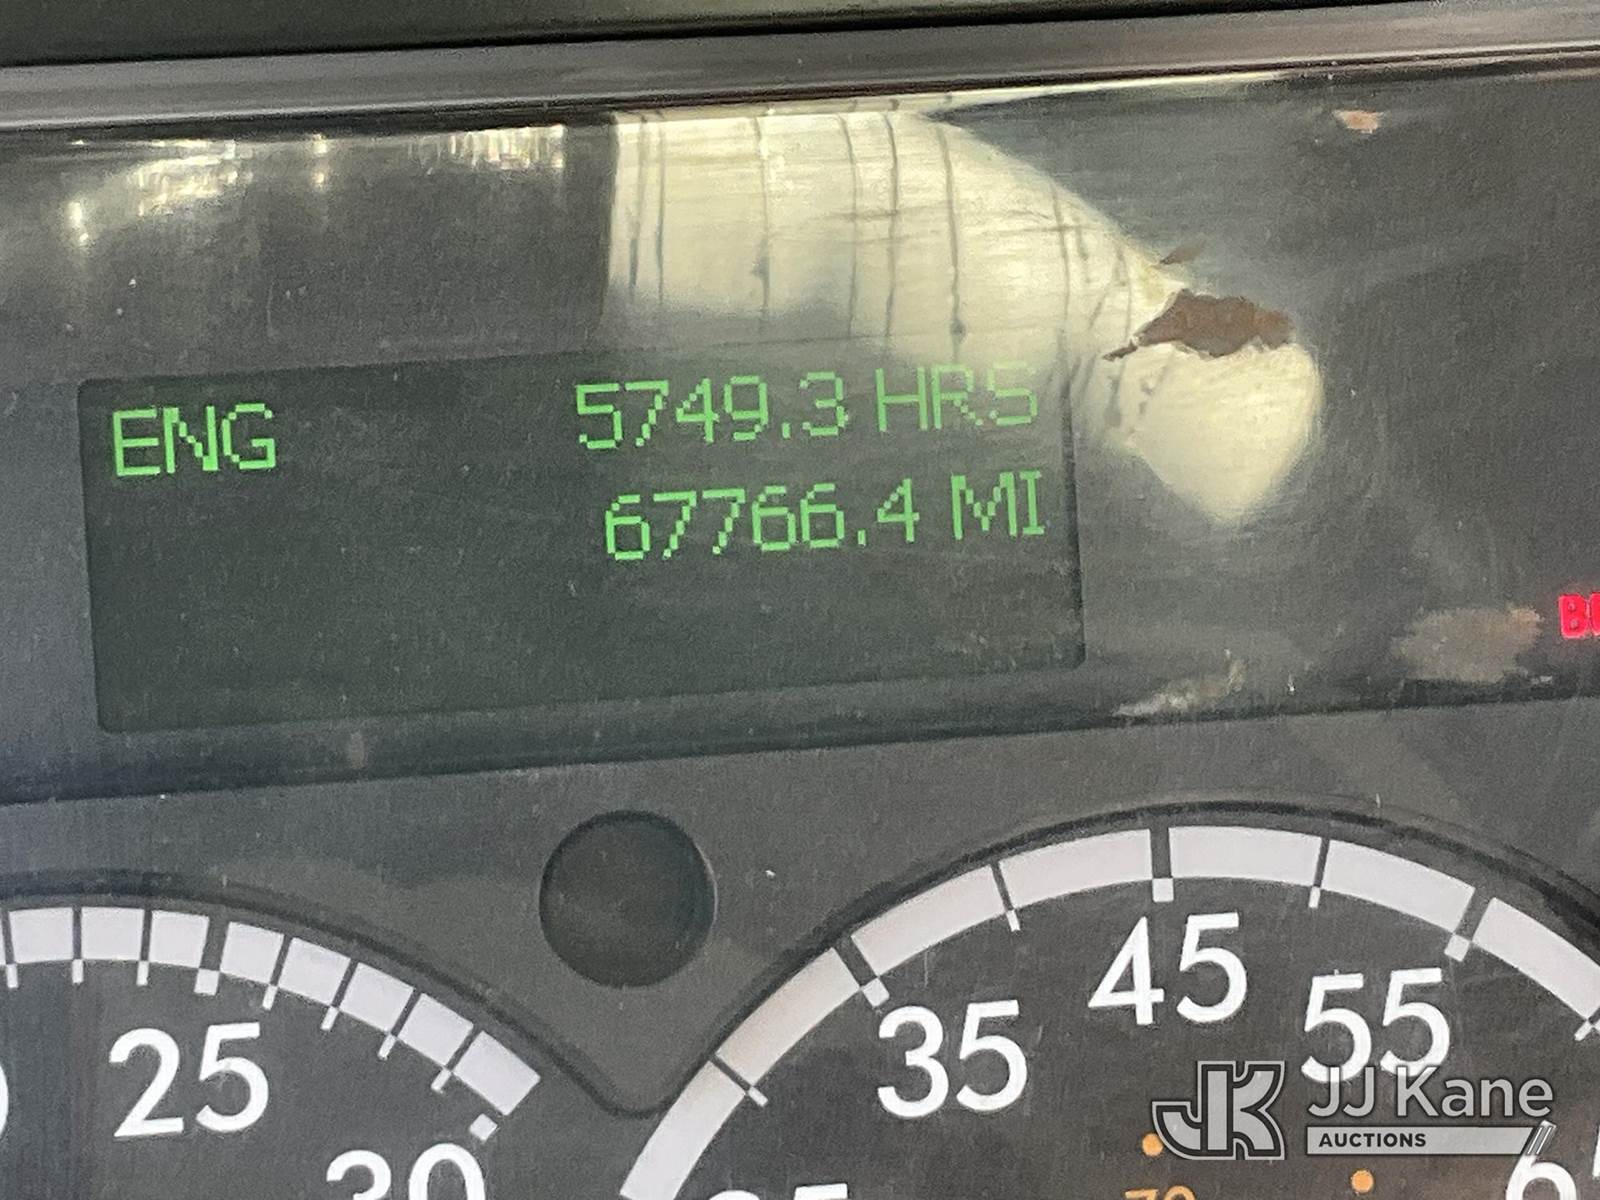 ENG 5749.3 HRS
67766.4 MI
25
30
35
45
55
JJ Kane
AUCTIONS